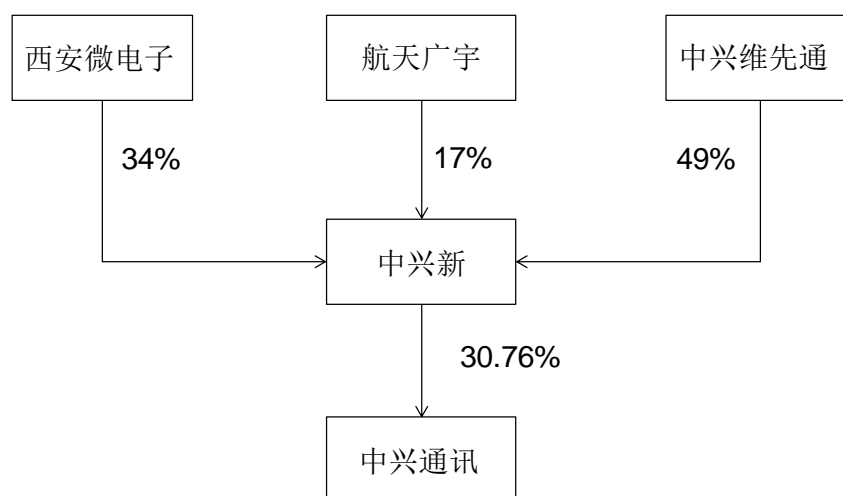 西安微电子
航天广宇
中兴维先通
34%
17%
49%
中兴新
30.76%
中兴通讯